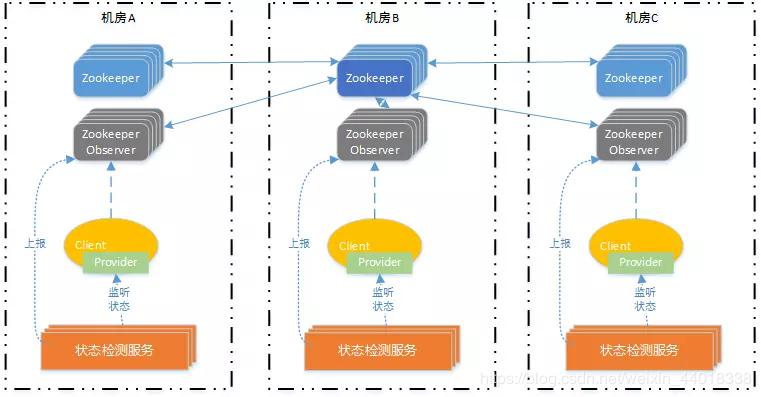 机房A
机房B
机房C
Zookeeper
Zookeeper
Zookeeper
Zookeeper
Observer
Zookeeper
Observer
Zookeeper
Observer
上报
Client
Provider
上报
Client
Provider
上报
Client
Provider
监听
状态
监听
状态
监听
状态
状态检测服务
状态检测服务
状态检测服务
https://blog.csdn.net/weixin_44018338